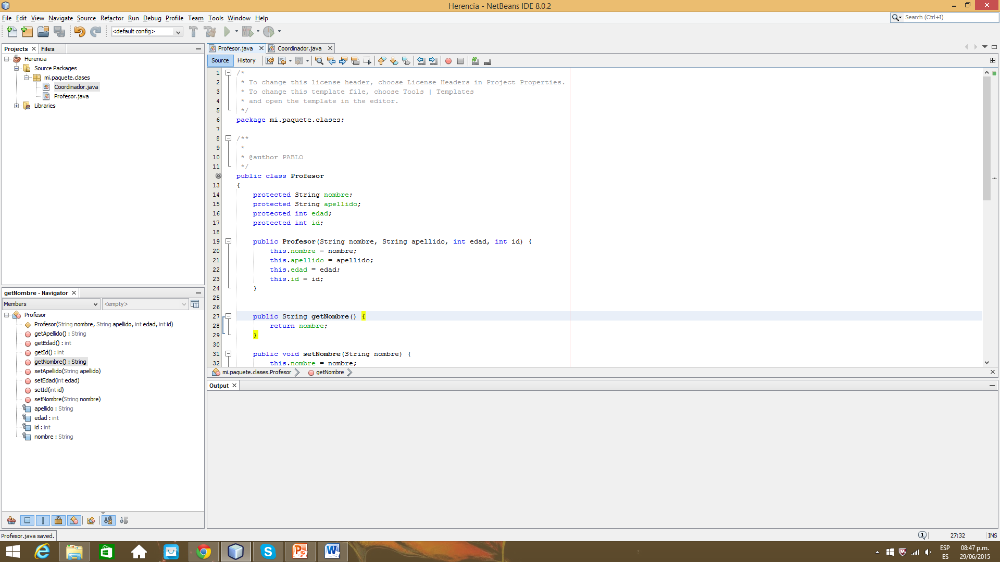 Herencia - NetBeans IDE 8.0.2
File Edit View Navigate Source Refactor Run Debug Profile Team Tools Window Help
Search (Ctrl+I)
<default config>
Projects Files
Herencia
Source Packages
mi.paquete.clases
Coordinador.java
Profesor.java
Libraries
getNombre - Navigator
Members <empty>
Profesor
Profesor(String nombre, String apellido, int edad, int id)
getApellido() : String
getEdad() : int
getId() : int
getNombre() : String
setApellido(String apellido)
setEdad(int edad)
setId(int id)
setNombre(String nombre)
apellido : String
edad : int
id : int
nombre : String
Profesor.java Coordinador.java
Source History
1 /*
2 * To change this license header, choose License Headers in Project Properties.
3 * To change this template file, choose Tools | Templates
4 * and open the template in the editor.
5 */
6 package mi.paquete.clases;
7
8 /**
9 *
10 * @author PABLO
11 */
public class Profesor
13 {
14 protected String nombre;
15 protected String apellido;
16 protected int edad;
17 protected int id;
18
19 public Profesor(String nombre, String apellido, int edad, int id) {
20 this.nombre = nombre;
21 this.apellido = apellido;
22 this.edad = edad;
23 this.id = id;
24 }
25
26
27 public String getNombre() {
28 return nombre;
29 }
30
31 public void setNombre(String nombre) {
32 this.nombre = nombre;
mi.paquete.clases.Profesor getNombre
Output
Profesor.java saved.
1 27:32 INS
ESP 08:47 p.m.
ES 29/06/2015